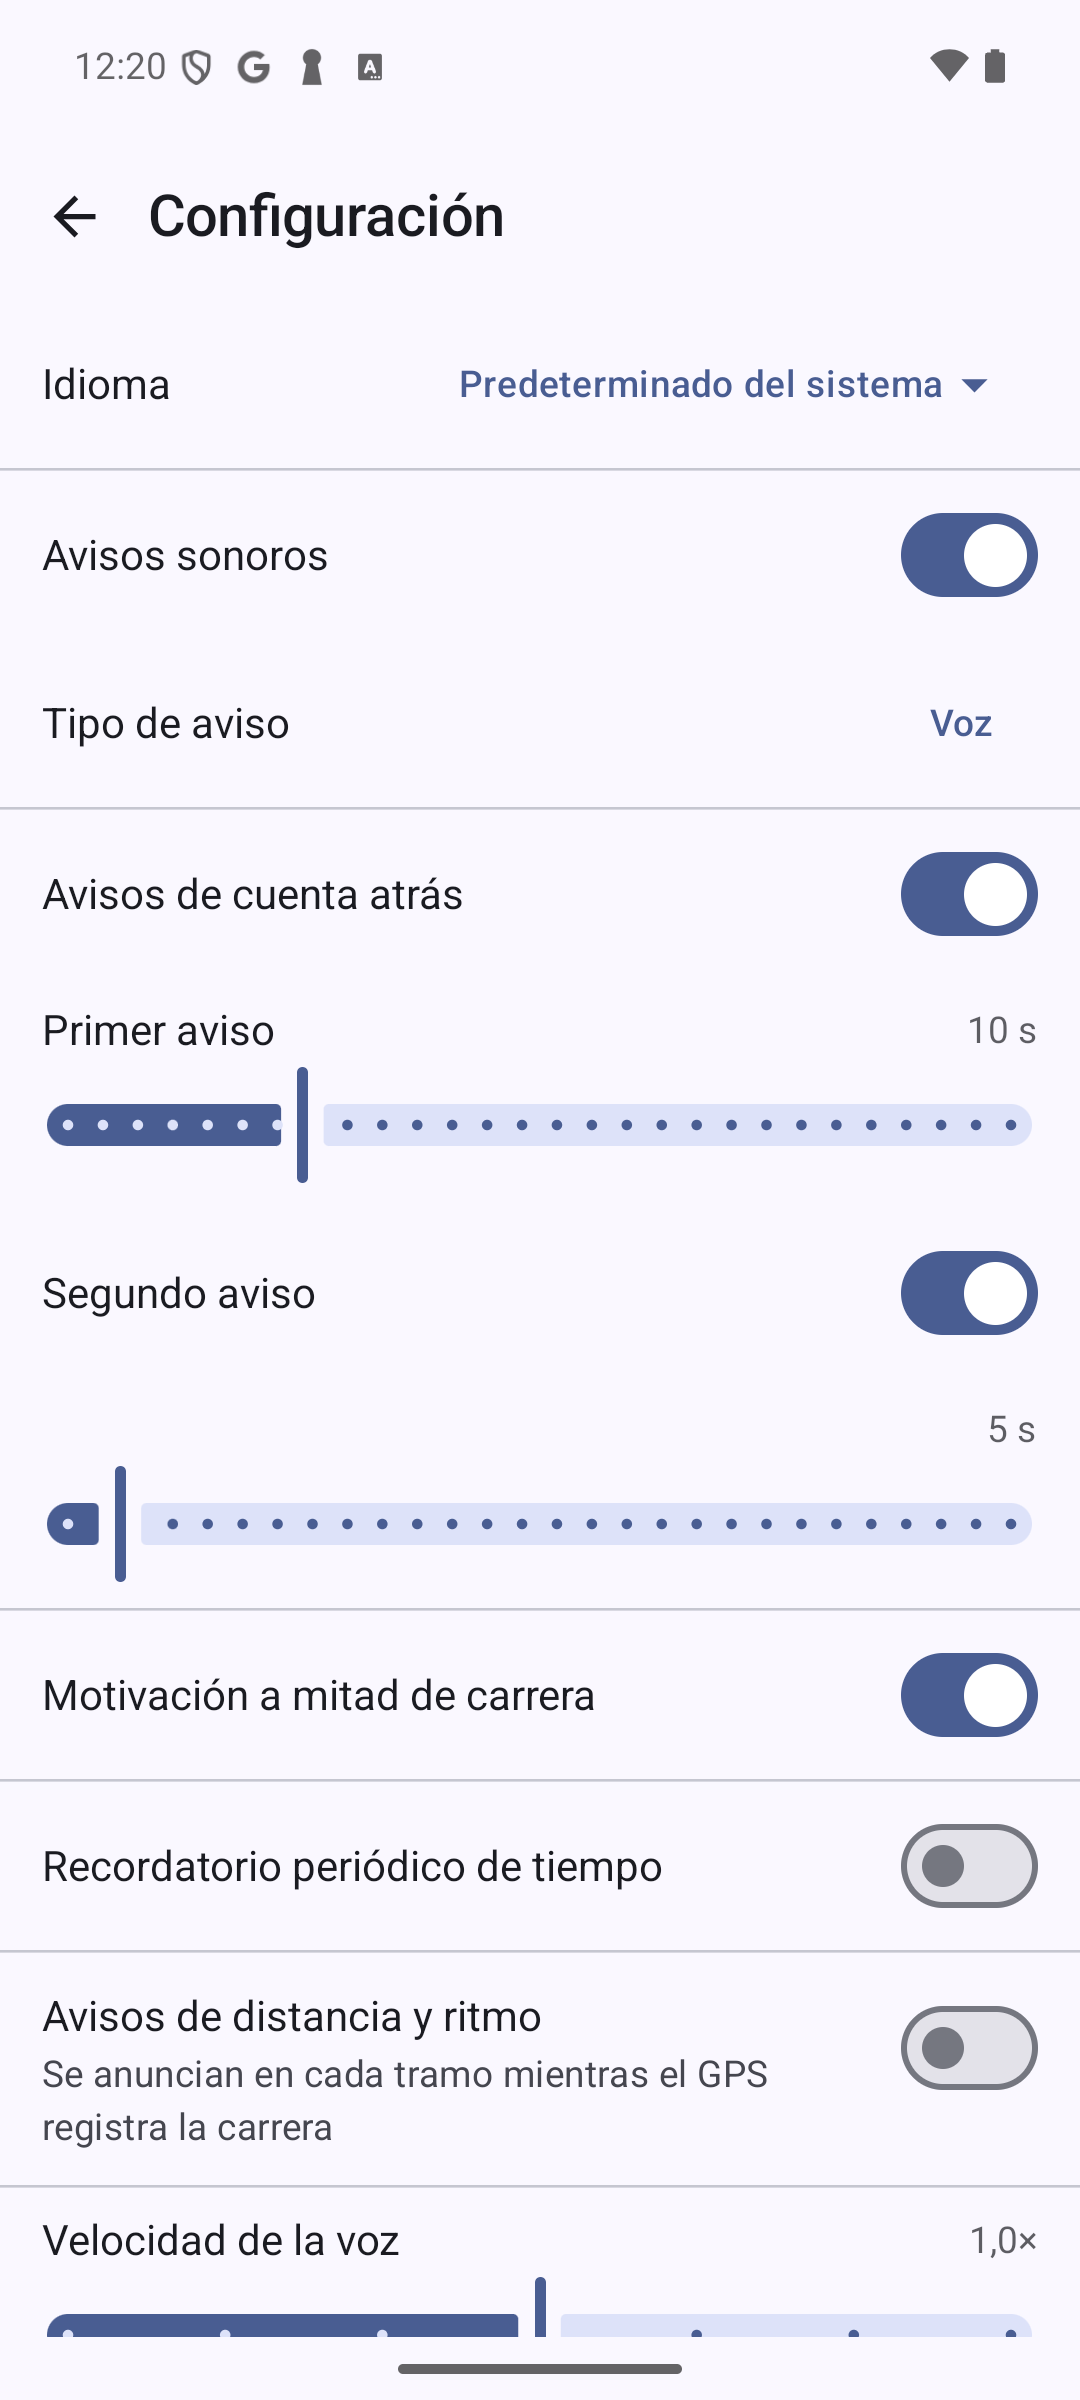 12:20
Configuración
Idioma
Predeterminado del sistema
Avisos sonoros
Tipo de aviso
Voz
Avisos de cuenta atrás
Primer aviso
10 s
Segundo aviso
5 s
Motivación a mitad de carrera
Recordatorio periódico de tiempo
Avisos de distancia y ritmo
Se anuncian en cada tramo mientras el GPS
registra la carrera
Velocidad de la voz
1,0×